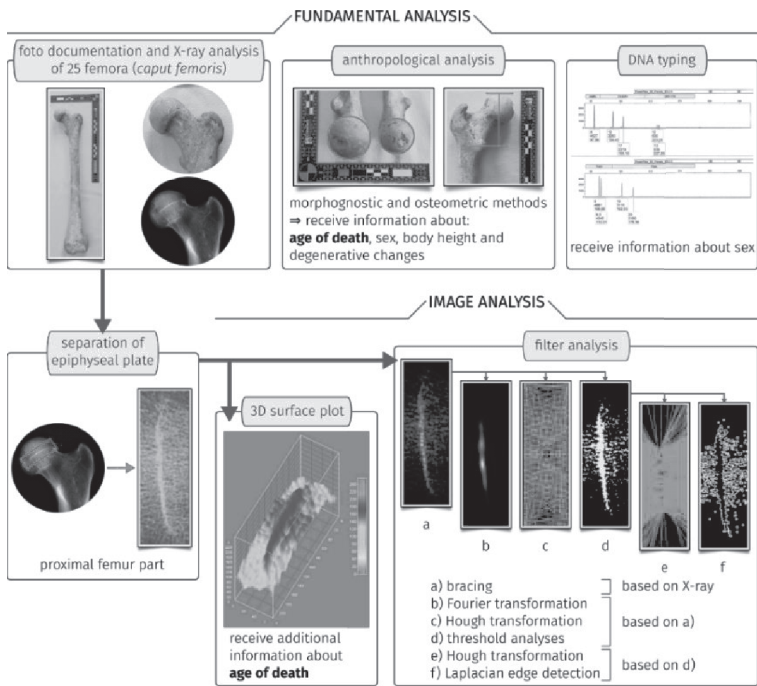 FUNDAMENTAL ANALYSIS
foto documentation and X-ray analysis
of 25 femora (caput femoris)
anthropological analysis
morphognostic and osteometric methods
⇒ receive information about:
age of death, sex, body height and
degenerative changes
DNA typing
receive information about sex
IMAGE ANALYSIS
separation of
epiphyseal plate
proximal femur part
3D surface plot
receive additional
information about
age of death
filter analysis
a
b
c
d
e
f
a) bracing
based on X-ray
b) Fourier transformation
c) Hough transformation
d) threshold analyses
based on a)
e) Hough transformation
f) Laplacian edge detection
based on d)